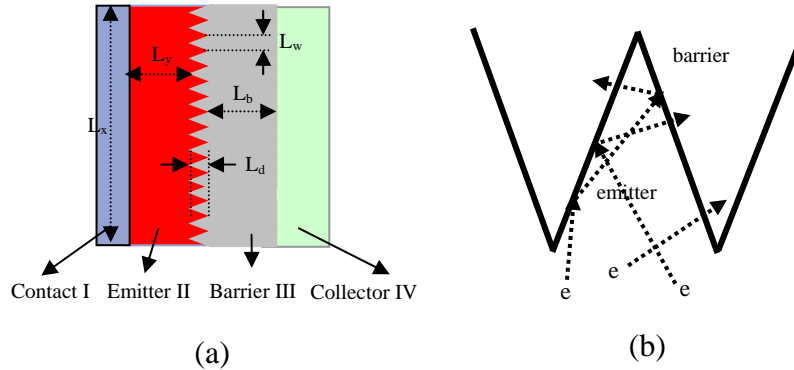 L_w
L_y
L_b
L_x
L_d
Contact I Emitter II Barrier III Collector IV
(a)
barrier
emitter
e
e
e
(b)